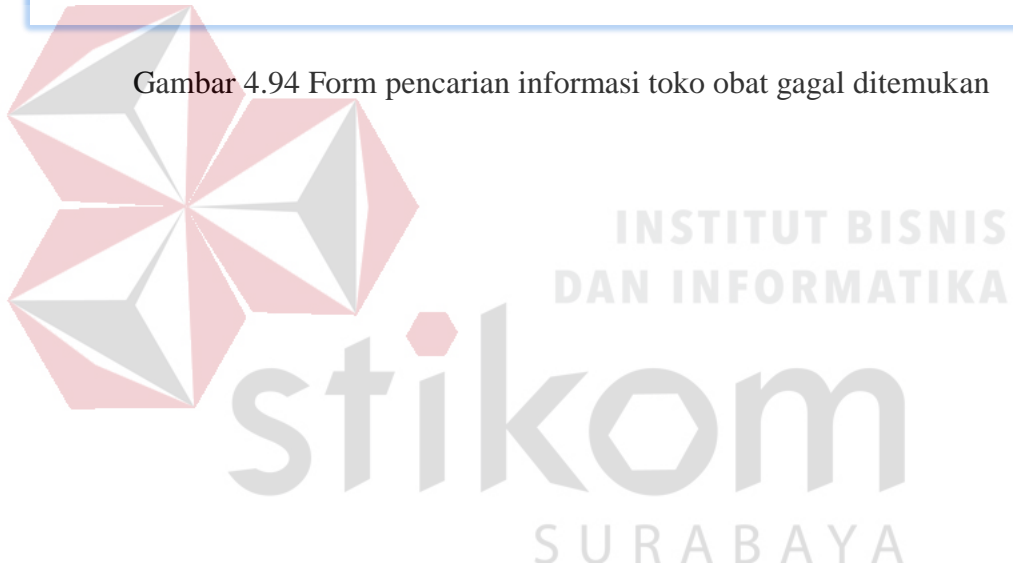 Gambar 4.94 Form pencarian informasi toko obat gagal ditemukan
INSTITUT BISNIS
DAN INFORMATIKA
stikom
SURABAYA